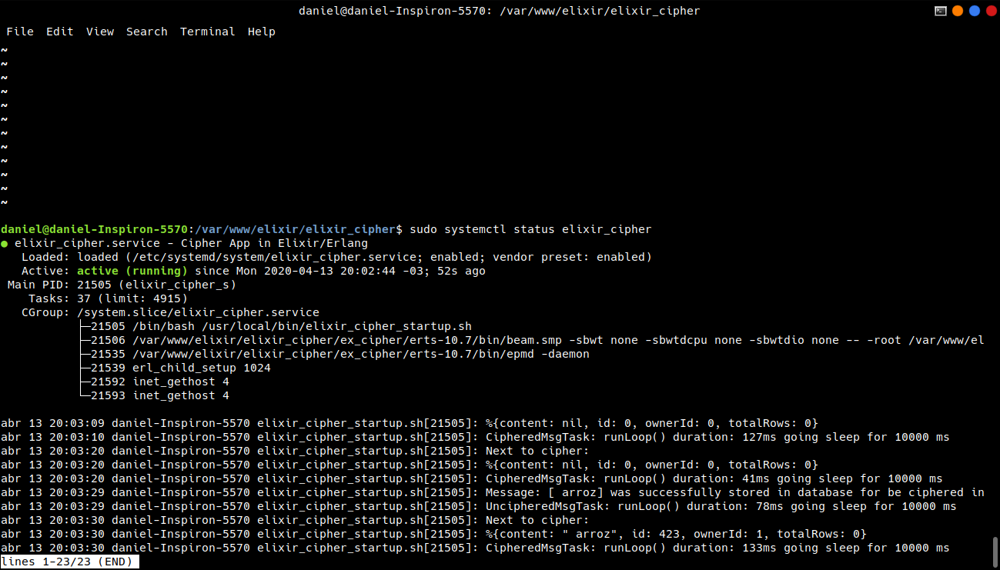 daniel@daniel-Inspiron-5570: /var/www/elixir/elixir_cipher
File Edit View Search Terminal Help
~
~
~
~
~
~
~
~
~
~
~
~
daniel@daniel-Inspiron-5570:/var/www/elixir/elixir_cipher$ sudo systemctl status elixir_cipher
● elixir_cipher.service - Cipher App in Elixir/Erlang
   Loaded: loaded (/etc/systemd/system/elixir_cipher.service; enabled; vendor preset: enabled)
   Active: active (running) since Mon 2020-04-13 20:02:44 -03; 52s ago
 Main PID: 21505 (elixir_cipher_s)
    Tasks: 37 (limit: 4915)
   CGroup: /system.slice/elixir_cipher.service
           ├─21505 /bin/bash /usr/local/bin/elixir_cipher_startup.sh
           ├─21506 /var/www/elixir/elixir_cipher/ex_cipher/erts-10.7/bin/beam.smp -sbwt none -sbwtdcpu none -sbwtdio none -- -root /var/www/el
           ├─21535 /var/www/elixir/elixir_cipher/ex_cipher/erts-10.7/bin/epmd -daemon
           ├─21539 erl_child_setup 1024
           ├─21592 inet_gethost 4
           └─21593 inet_gethost 4
abr 13 20:03:09 daniel-Inspiron-5570 elixir_cipher_startup.sh[21505]: %{content: nil, id: 0, ownerId: 0, totalRows: 0}
abr 13 20:03:10 daniel-Inspiron-5570 elixir_cipher_startup.sh[21505]: CipheredMsgTask: runLoop() duration: 127ms going sleep for 10000 ms
abr 13 20:03:20 daniel-Inspiron-5570 elixir_cipher_startup.sh[21505]: Next to cipher:
abr 13 20:03:20 daniel-Inspiron-5570 elixir_cipher_startup.sh[21505]: %{content: nil, id: 0, ownerId: 0, totalRows: 0}
abr 13 20:03:20 daniel-Inspiron-5570 elixir_cipher_startup.sh[21505]: CipheredMsgTask: runLoop() duration: 41ms going sleep for 10000 ms
abr 13 20:03:29 daniel-Inspiron-5570 elixir_cipher_startup.sh[21505]: Message: [ arroz] was successfully stored in database for be ciphered in
abr 13 20:03:29 daniel-Inspiron-5570 elixir_cipher_startup.sh[21505]: UncipheredMsgTask: runLoop() duration: 78ms going sleep for 10000 ms
abr 13 20:03:30 daniel-Inspiron-5570 elixir_cipher_startup.sh[21505]: Next to cipher:
abr 13 20:03:30 daniel-Inspiron-5570 elixir_cipher_startup.sh[21505]: %{content: " arroz", id: 423, ownerId: 1, totalRows: 0}
abr 13 20:03:30 daniel-Inspiron-5570 elixir_cipher_startup.sh[21505]: CipheredMsgTask: runLoop() duration: 133ms going sleep for 10000 ms
lines 1-23/23 (END)